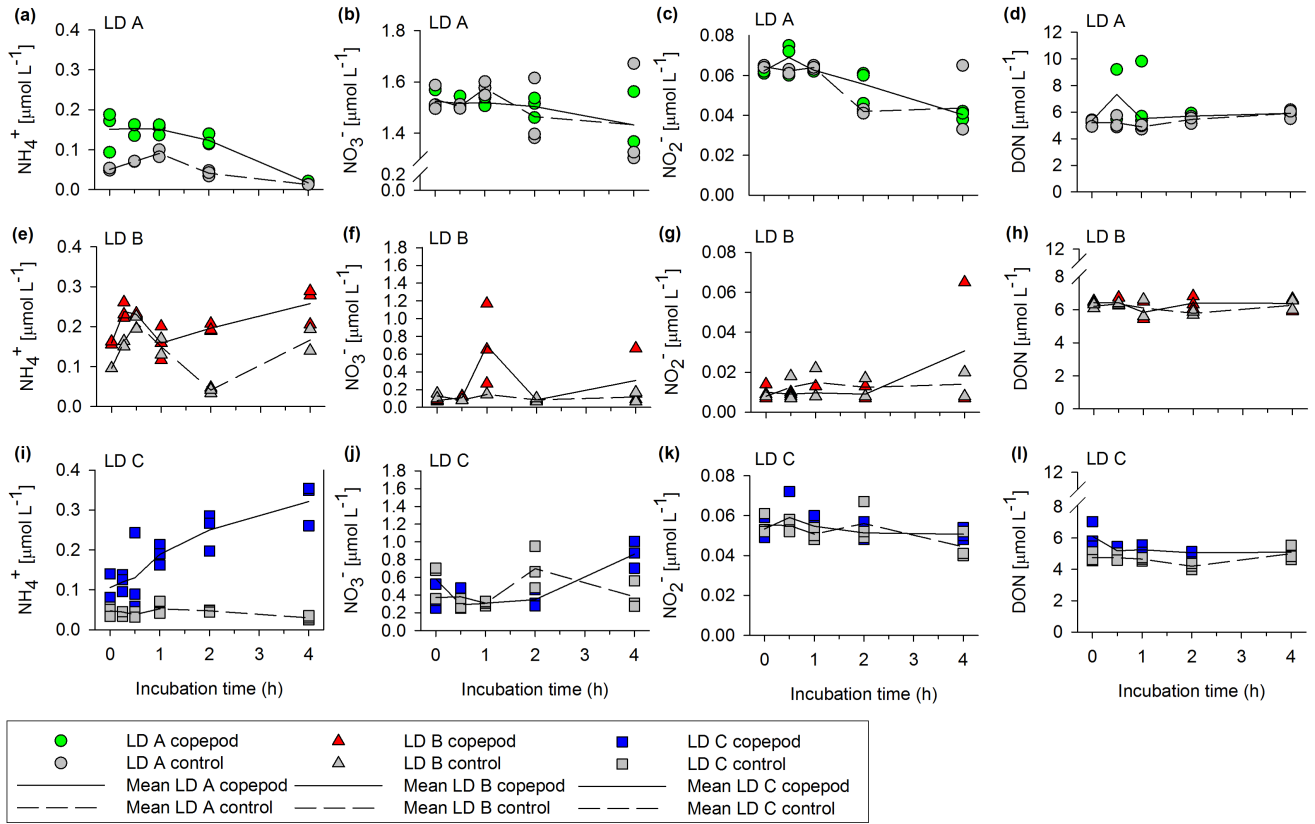 (a) LD A
NH₄⁺ [µmol L⁻¹]
0.4
0.3
0.2
0.1
0.0
(b) LD A
NO₃⁻ [µmol L⁻¹]
1.8
1.6
1.4
0.2
0.0
(c) LD A
NO₂⁻ [µmol L⁻¹]
0.08
0.06
0.04
0.02
0.00
(d) LD A
DON [µmol L⁻¹]
12
10
8
6
4
2
0
(e) LD B
NH₄⁺ [µmol L⁻¹]
0.4
0.3
0.2
0.1
0.0
(f) LD B
NO₃⁻ [µmol L⁻¹]
1.8
1.6
1.4
1.2
1.0
0.8
0.6
0.4
0.2
0.0
(g) LD B
NO₂⁻ [µmol L⁻¹]
0.08
0.06
0.04
0.02
0.00
(h) LD B
DON [µmol L⁻¹]
12
8
6
4
2
0
(i) LD C
NH₄⁺ [µmol L⁻¹]
0.4
0.3
0.2
0.1
0.0
0 1 2 3 4
Incubation time (h)
(j) LD C
NO₃⁻ [µmol L⁻¹]
1.8
1.6
1.4
1.2
1.0
0.8
0.6
0.4
0.2
0.0
0 1 2 3 4
Incubation time (h)
(k) LD C
NO₂⁻ [µmol L⁻¹]
0.08
0.06
0.04
0.02
0.00
0 1 2 3 4
Incubation time (h)
(l) LD C
DON [µmol L⁻¹]
12
8
6
4
2
0
0 1 2 3 4
Incubation time (h)
LD A copepod LD B copepod LD C copepod
LD A control LD B control LD C control
Mean LD A copepod Mean LD B copepod Mean LD C copepod
Mean LD A control Mean LD B control Mean LD C control